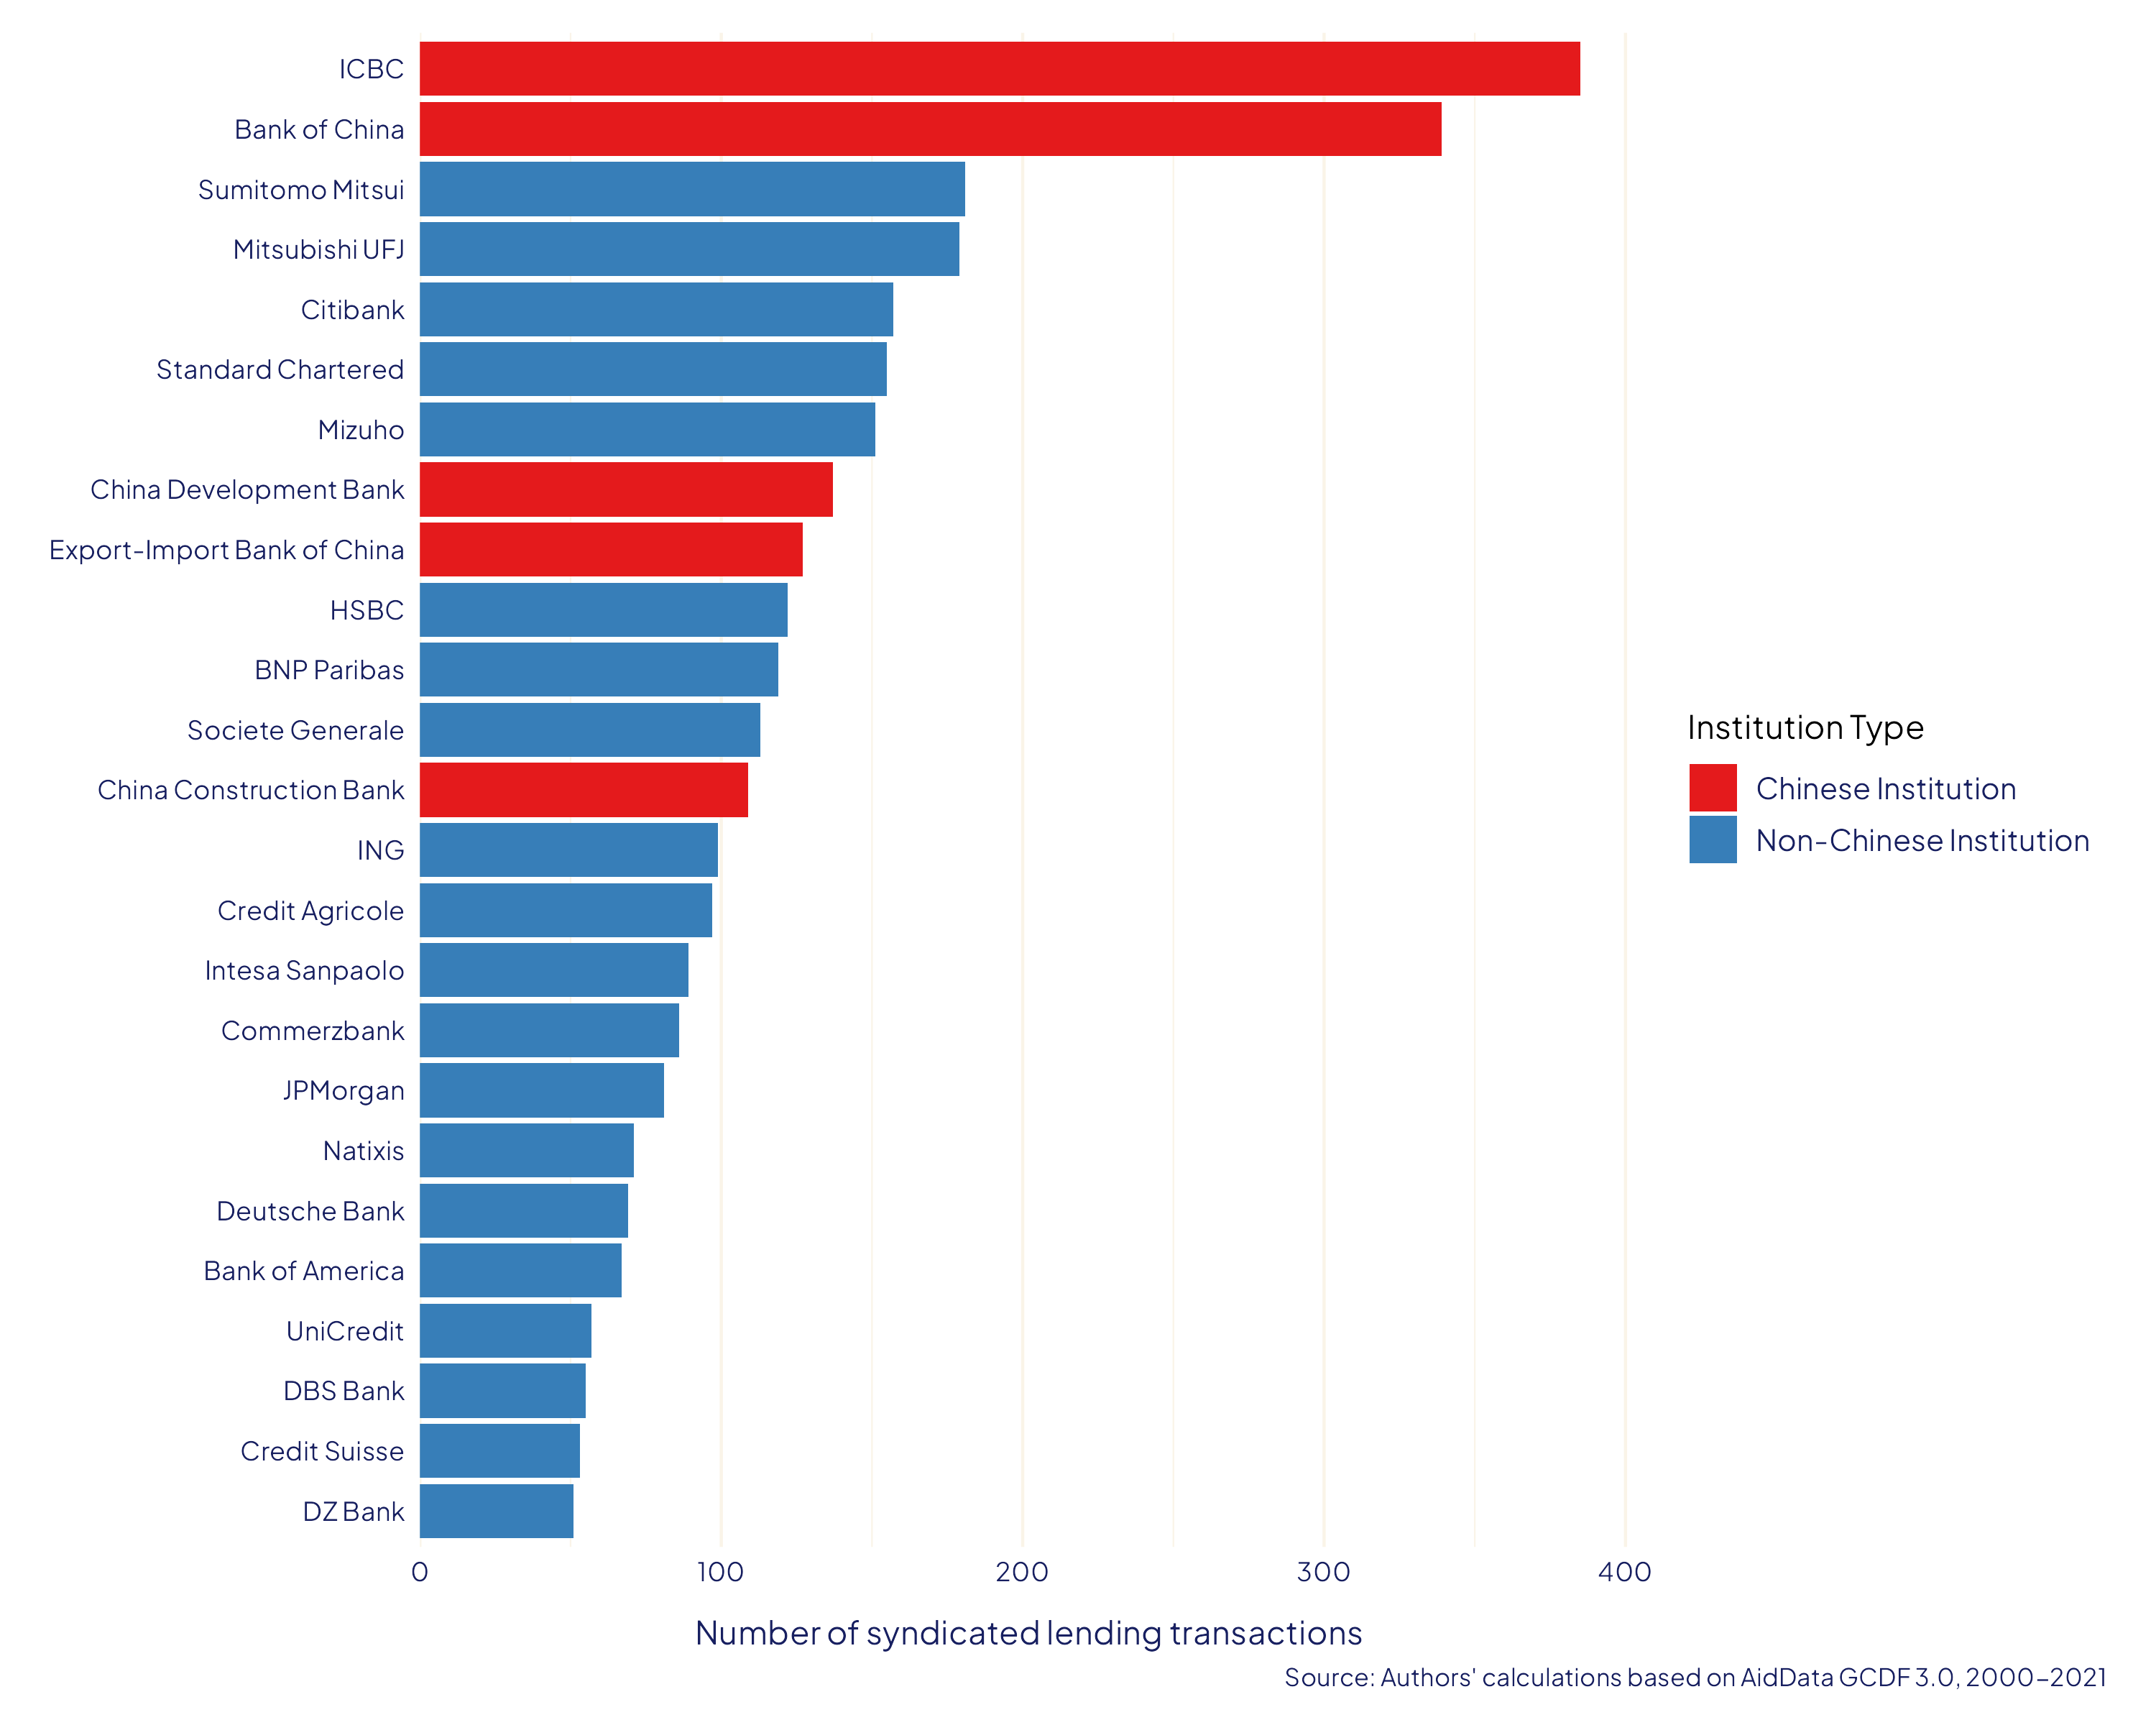 ICBC
Bank of China
Sumitomo Mitsui
Mitsubishi UFJ
Citibank
Standard Chartered
Mizuho
China Development Bank
Export-Import Bank of China
HSBC
BNP Paribas
Societe Generale
China Construction Bank
ING
Credit Agricole
Intesa Sanpaolo
Commerzbank
JPMorgan
Natixis
Deutsche Bank
Bank of America
UniCredit
DBS Bank
Credit Suisse
DZ Bank
0 100 200 300 400
Number of syndicated lending transactions
Institution Type
Chinese Institution
Non-Chinese Institution
Source: Authors' calculations based on AidData GCDF 3.0, 2000–2021